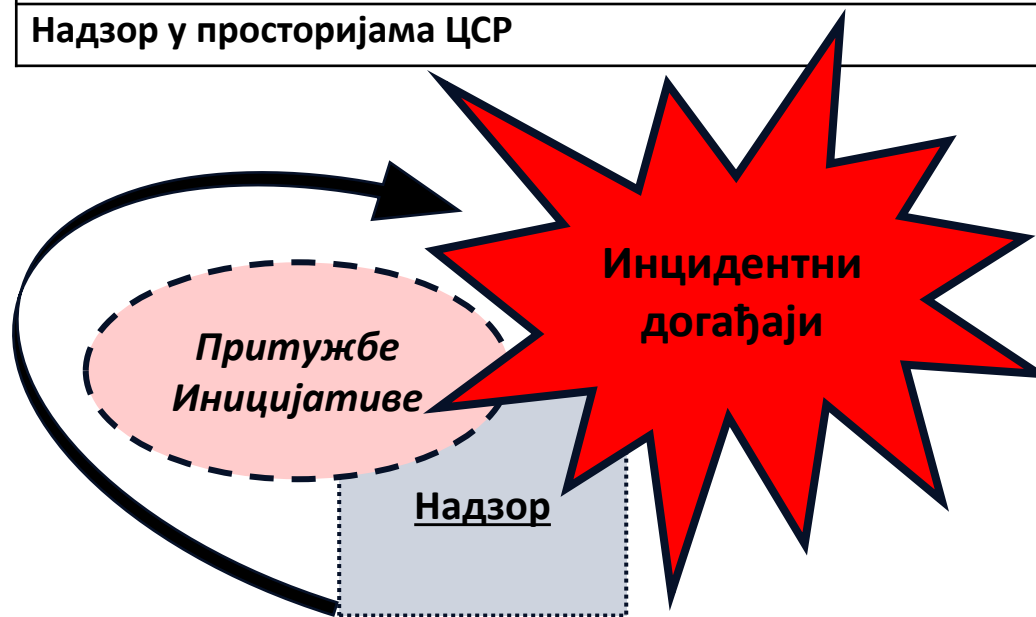 Надзор у просторијама ЦСР
Инцидентни
догађаји
Притужбе
Иницијативе
Надзор